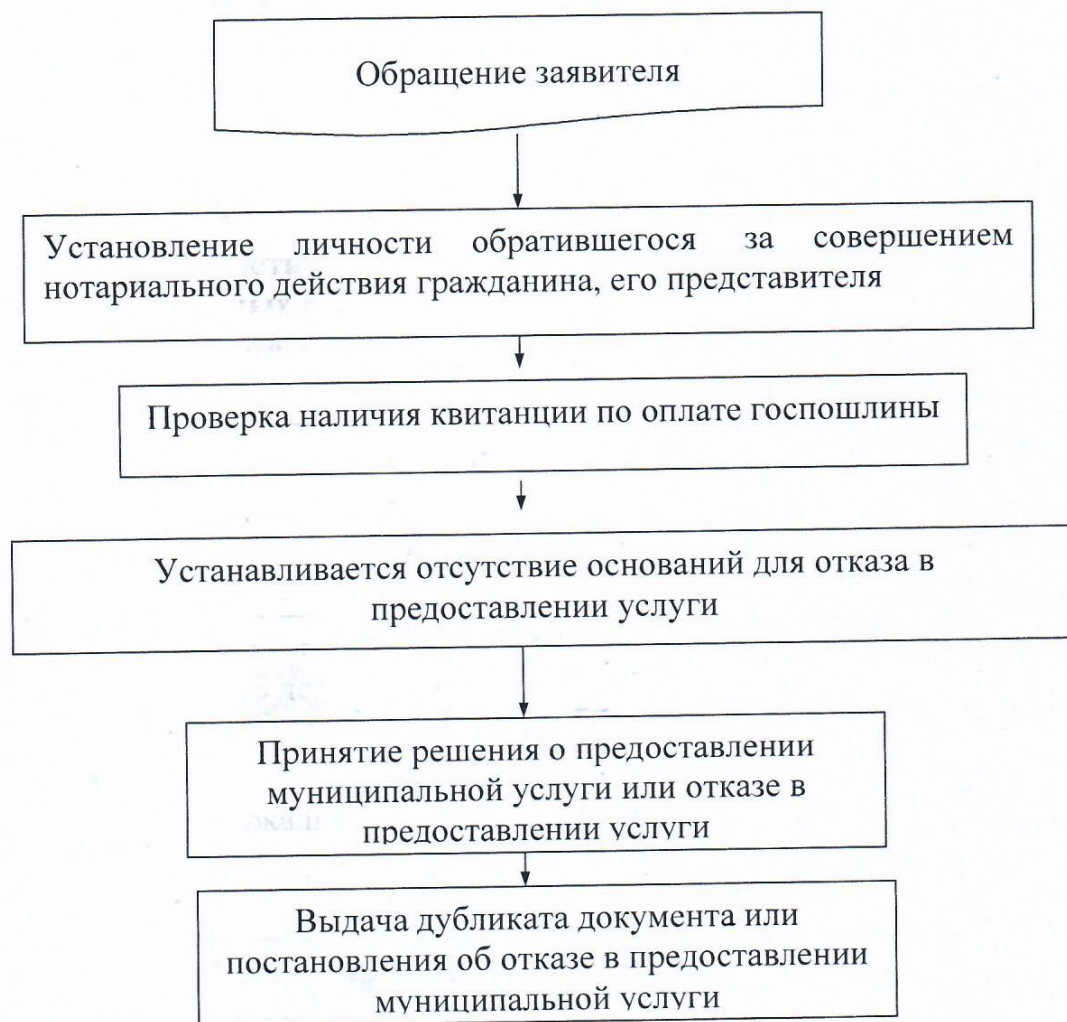 Обращение заявителя
Установление личности обратившегося за совершением
нотариального действия гражданина, его представителя
Проверка наличия квитанции по оплате госпошлины
Устанавливается отсутствие оснований для отказа в
предоставлении услуги
Принятие решения о предоставлении
муниципальной услуги или отказе в
предоставлении услуги
Выдача дубликата документа или
постановления об отказе в предоставлении
муниципальной услуги